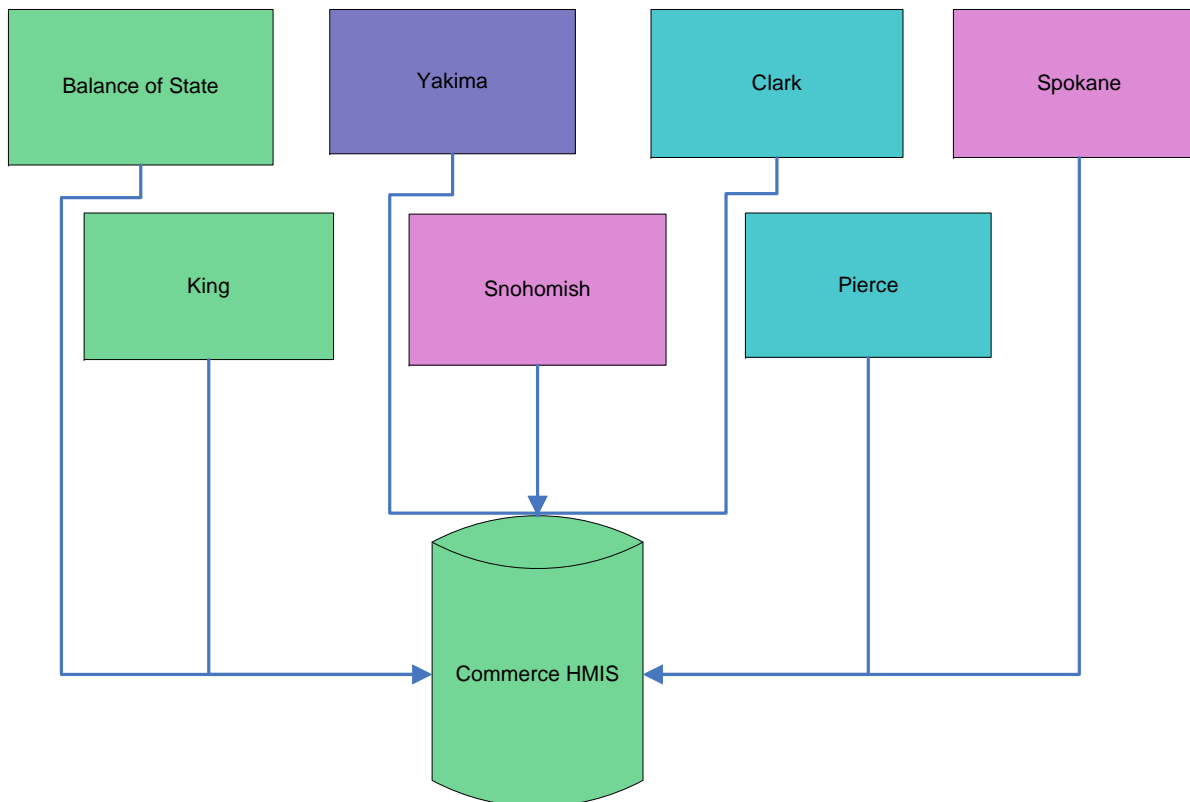 Balance of State
Yakima
Clark
Spokane
King
Snohomish
Pierce
Commerce HMIS